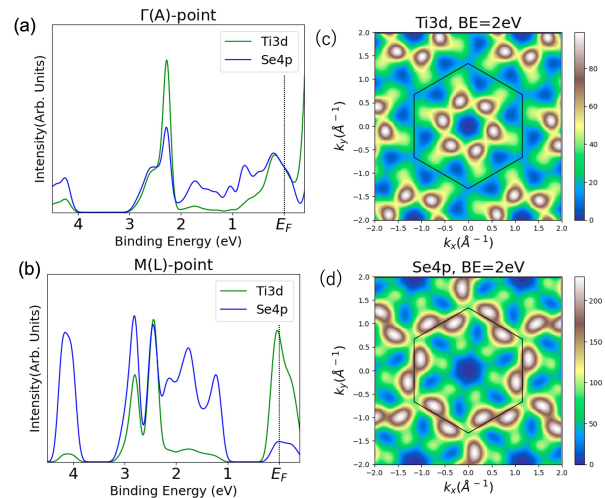 (a)
Γ(A)-point
Ti3d
Se4p
Intensity(Arb. Units)
4 3 2 1 E_F
Binding Energy (eV)
(b)
M(L)-point
Ti3d
Se4p
Intensity(Arb. Units)
4 3 2 1 E_F
Binding Energy (eV)
(c)
Ti3d, BE=2eV
k_y(Å⁻¹)
2.0
1.5
1.0
0.5
0.0
-0.5
-1.0
-1.5
-2.0
-2.0 -1.5 -1.0 -0.5 0.0 0.5 1.0 1.5 2.0
k_x(Å⁻¹)
80
60
40
20
0
(d)
Se4p, BE=2eV
k_y(Å⁻¹)
2.0
1.5
1.0
0.5
0.0
-0.5
-1.0
-1.5
-2.0
-2.0 -1.5 -1.0 -0.5 0.0 0.5 1.0 1.5 2.0
k_x(Å⁻¹)
200
150
100
50
0